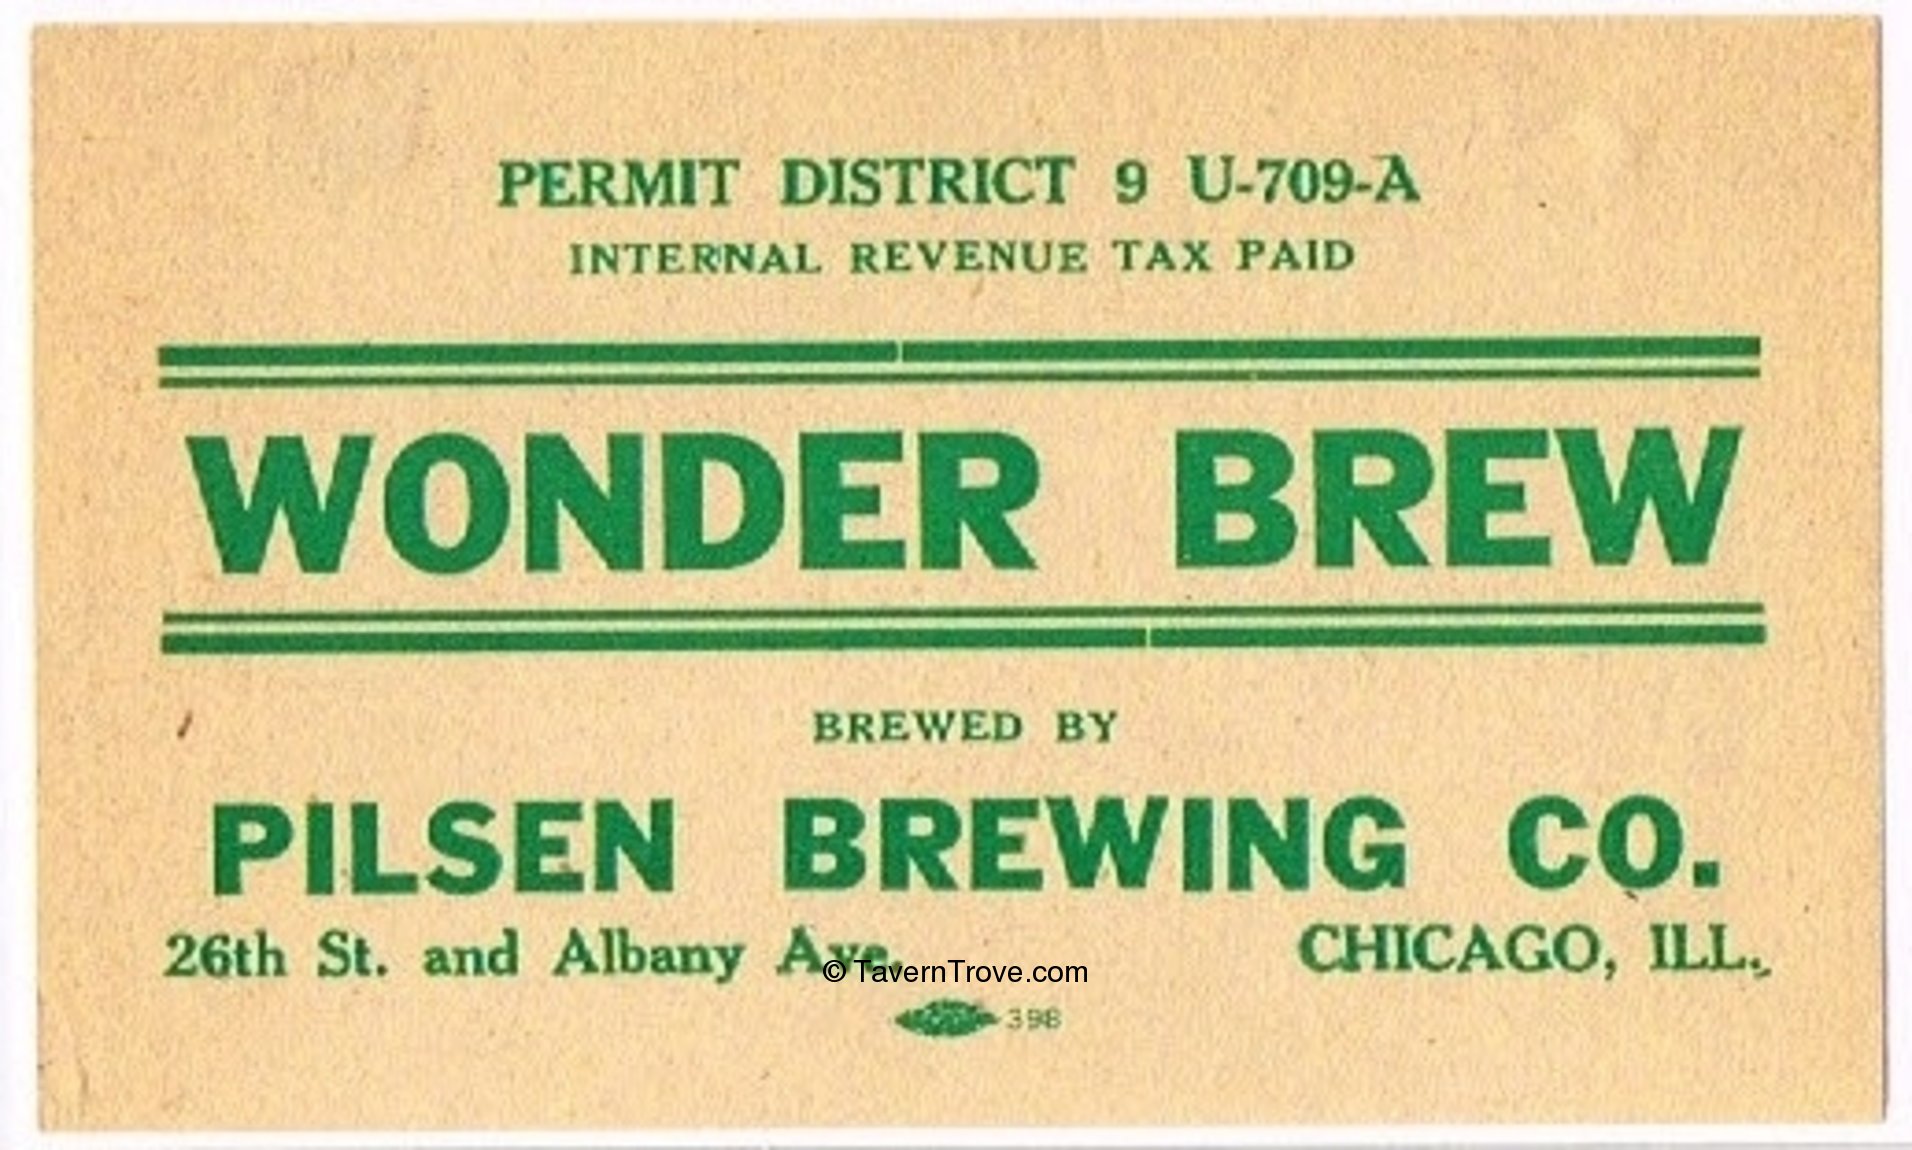 PERMIT DISTRICT 9 U-709-A
INTERNAL REVENUE TAX PAID
WONDER BREW
BREWED BY
PILSEN BREWING CO.
26th St. and Albany Ave. CHICAGO, ILL.
© TavernTrove.com
398